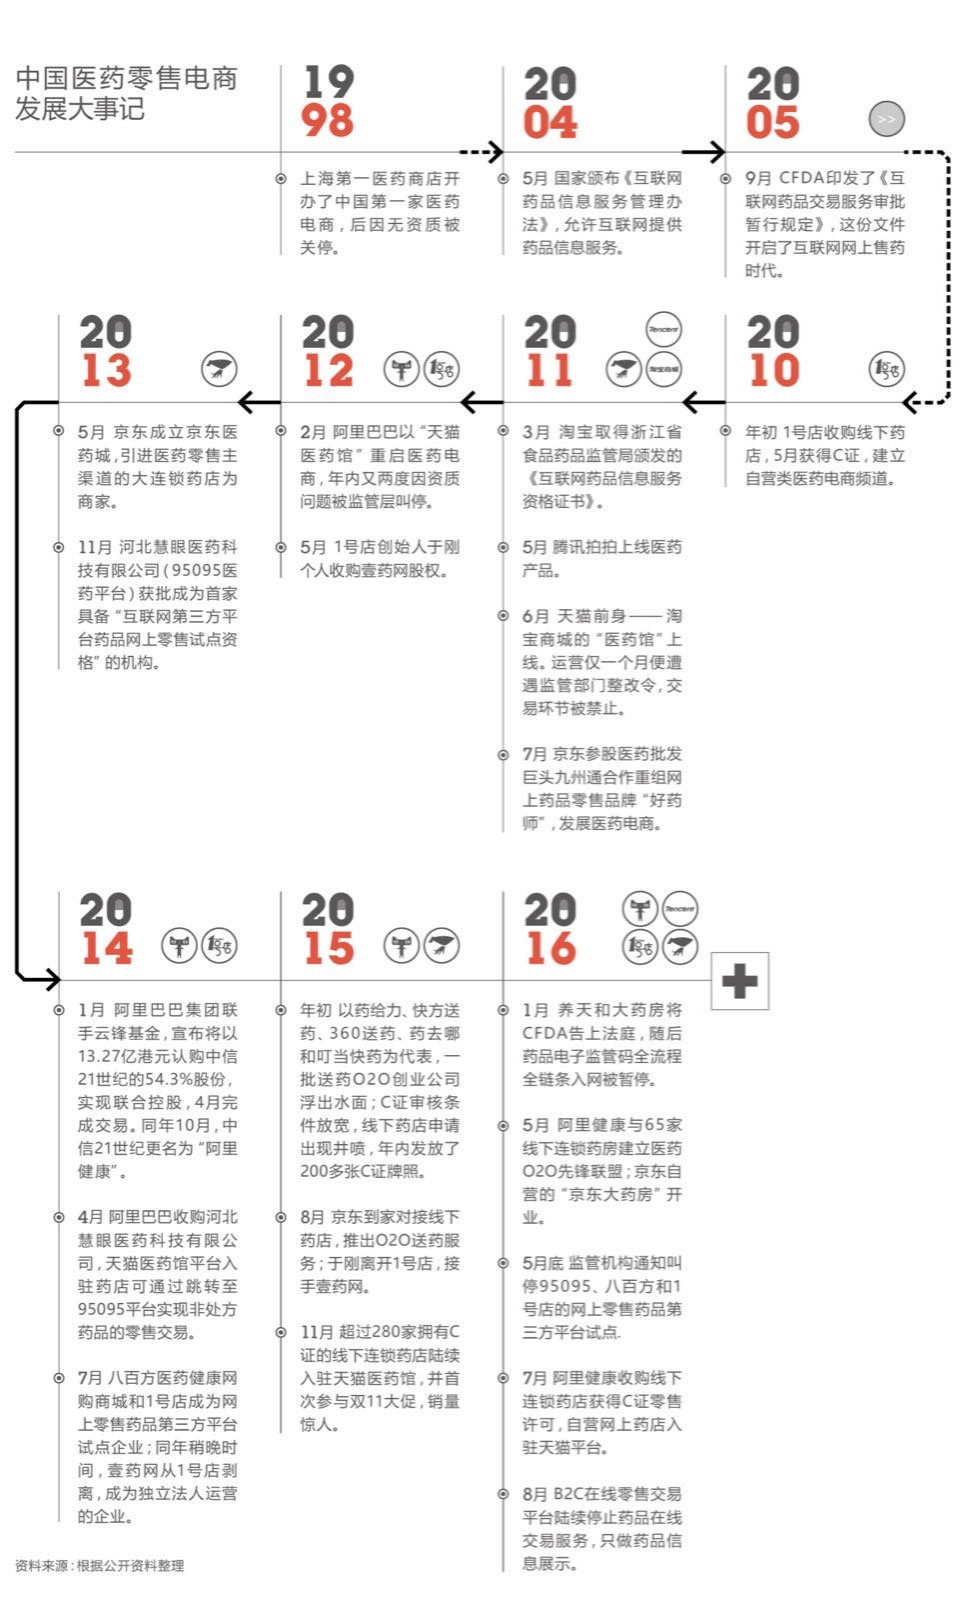 中国医药零售电商
发展大事记
19
98
上海第一医药商店开
办了中国第一家医药
电商，后因无资质被
关停。
20
04
5月 国家颁布《互联网
药品信息服务管理办
法》，允许互联网提供
药品信息服务。
20
05
>>
9月 CFDA印发了《互
联网药品交易服务审批
暂行规定》，这份文件
开启了互联网网上售药
时代。
20
10
1号店
年初 1号店收购线下药
店，5月获得C证，建立
自营类医药电商频道。
20
11
Tencent
淘宝商城
3月 淘宝取得浙江省
食品药品监管局颁发的
《互联网药品信息服务
资格证书》。
5月 腾讯拍拍上线医药
产品。
6月 天猫前身——淘
宝商城的“医药馆”上
线。运营仅一个月便遭
遇监管部门整改令，交
易环节被禁止。
7月 京东参股医药批发
巨头九州通合作重组网
上药品零售品牌“好药
师”，发展医药电商。
20
12
1号店
2月 阿里巴巴以“天猫
医药馆”重启医药电
商，年内又两度因资质
问题被监管层叫停。
5月 1号店创始人于刚
个人收购壹药网股权。
20
13
5月 京东成立京东医
药城，引进医药零售主
渠道的大连锁药店为
商家。
11月 河北慧眼医药科
技有限公司（95095医
药平台）获批成为首家
具备“互联网第三方平
台药品网上零售试点资
格”的机构。
20
14
1号店
1月 阿里巴巴集团联
手云锋基金，宣布将以
13.27亿港元认购中信
21世纪的54.3%股份，
实现联合控股，4月完
成交易。同年10月，中
信21世纪更名为“阿里
健康”。
4月 阿里巴巴收购河北
慧眼医药科技有限公
司，天猫医药馆平台入
驻药店可通过跳转至
95095平台实现非处方
药品的零售交易。
7月 八百方医药健康网
购商城和1号店成为网
上零售药品第三方平台
试点企业；同年稍晚时
间，壹药网从1号店剥
离，成为独立法人运营
的企业。
20
15
年初 以药给力、快方送
药、360送药、药去哪
和叮当快药为代表，一
批送药O2O创业公司
浮出水面；C证审核条
件放宽，线下药店申请
出现井喷，年内发放了
200多张C证牌照。
8月 京东到家对接线下
药店，推出O2O送药服
务；于刚离开1号店，接
手壹药网。
11月 超过280家拥有C
证的线下连锁药店陆续
入驻天猫医药馆，并首
次参与双11大促，销量
惊人。
20
16
Tencent
1号店
1月 养天和大药房将
CFDA告上法庭，随后
药品电子监管码全流程
全链条入网被暂停。
5月 阿里健康与65家
线下连锁药房建立医药
O2O先锋联盟；京东自
营的“京东大药房”开
业。
5月底 监管机构通知叫
停95095、八百方和1
号店的网上零售药品第
三方平台试点.
7月 阿里健康收购线下
连锁药店获得C证零售
许可，自营网上药店入
驻天猫平台。
8月 B2C在线零售交易
平台陆续停止药品在线
交易服务，只做药品信
息展示。
资料来源：根据公开资料整理